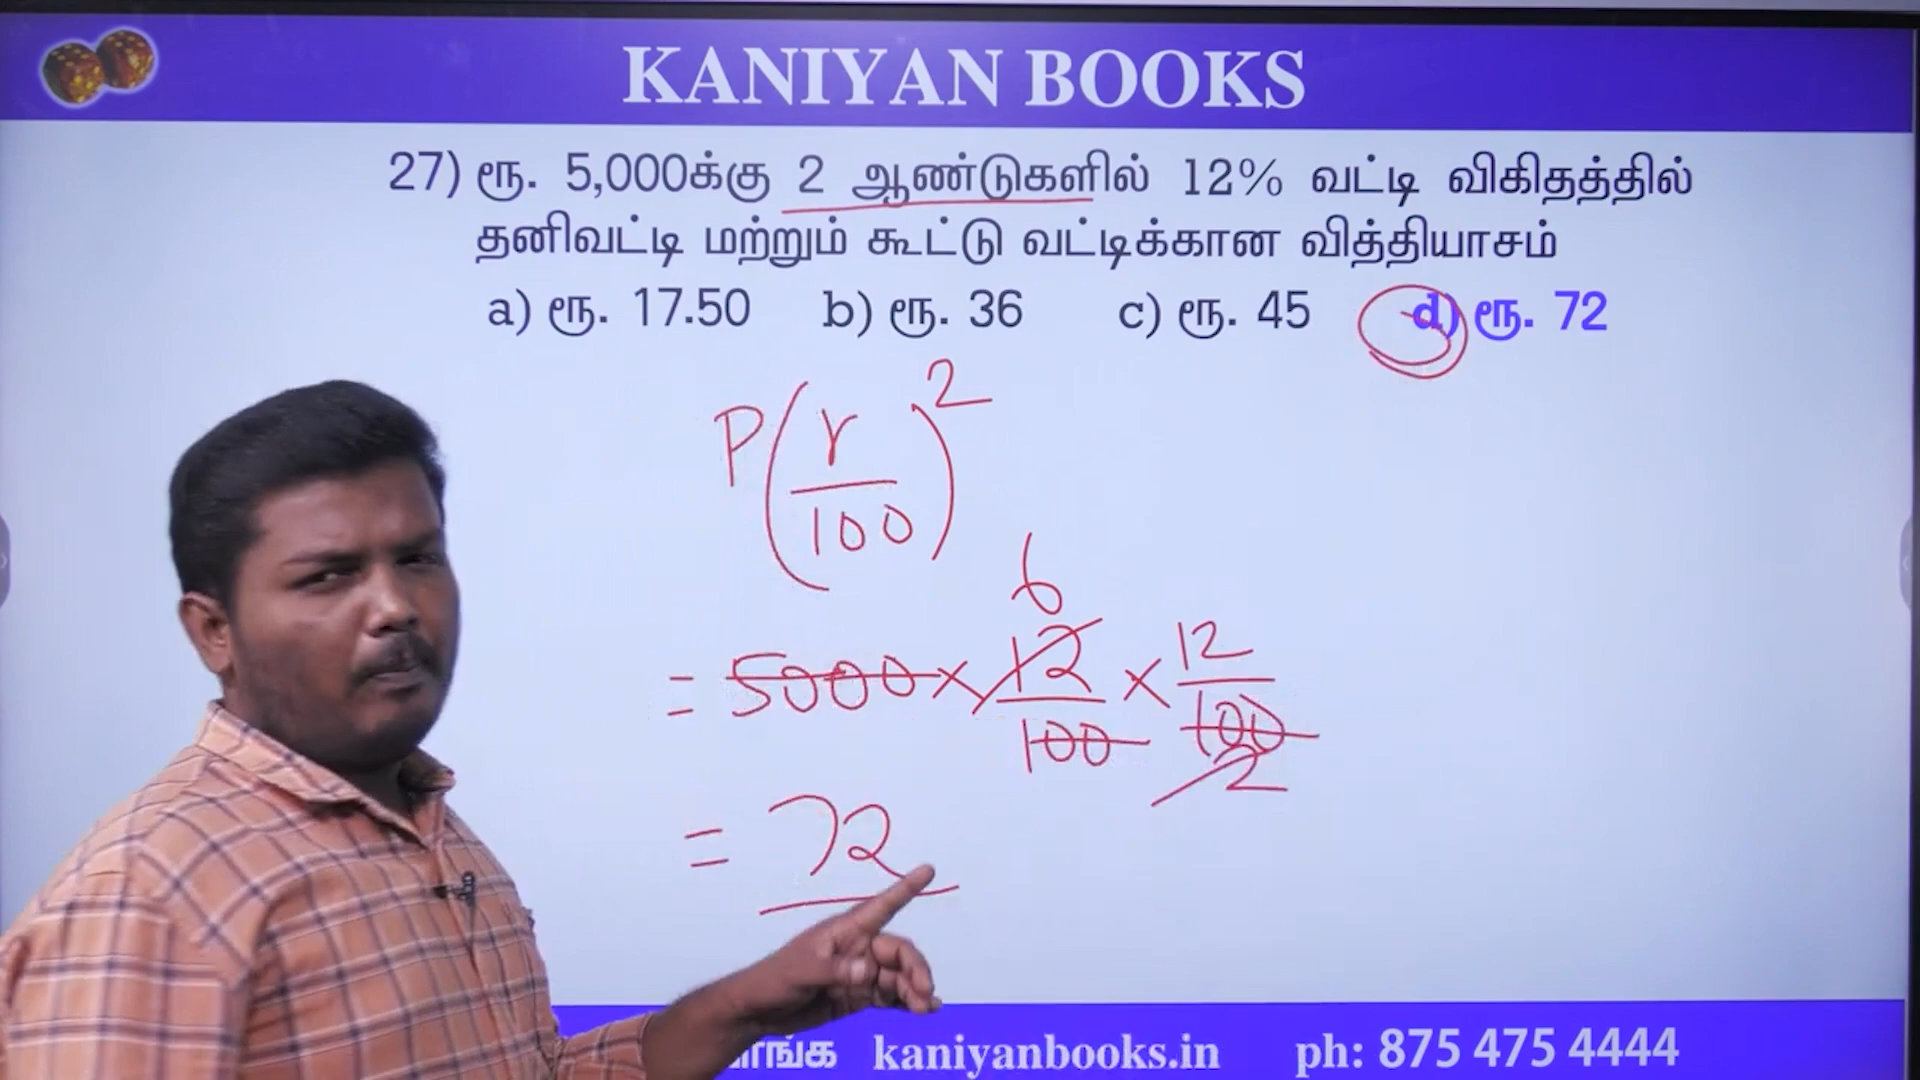 KANIYAN BOOKS
27) ரூ. 5,000க்கு 2 ஆண்டுகளில் 12% வட்டி விகிதத்தில்
தனிவட்டி மற்றும் கூட்டு வட்டிக்கான வித்தியாசம்
a) ரூ. 17.50 b) ரூ. 36 c) ரூ. 45 d) ரூ. 72
P(r/100)²
6
= 5000 × 12/100 × 12/100
2
= 72
kaniyanbooks.in ph: 875 475 4444